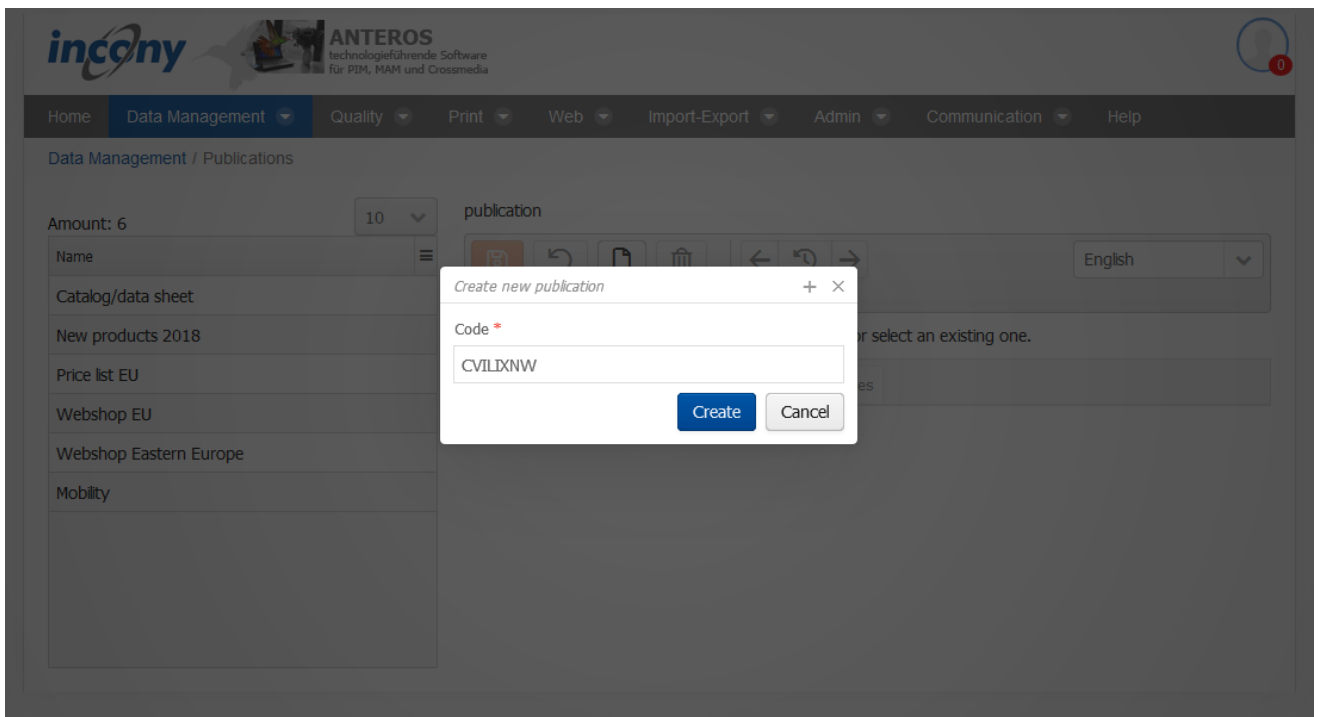 incony
ANTEROS
technologieführende Software
für PIM, MAM und Crossmedia
0
Home Data Management Quality Print Web Import-Export Admin Communication Help
Data Management / Publications
Amount: 6
10
publication
Name
English
Catalog/data sheet
New products 2018
Price list EU
Webshop EU
Webshop Eastern Europe
Mobility
Create new publication
Code *
CVILIXNW
Create
Cancel
or select an existing one.